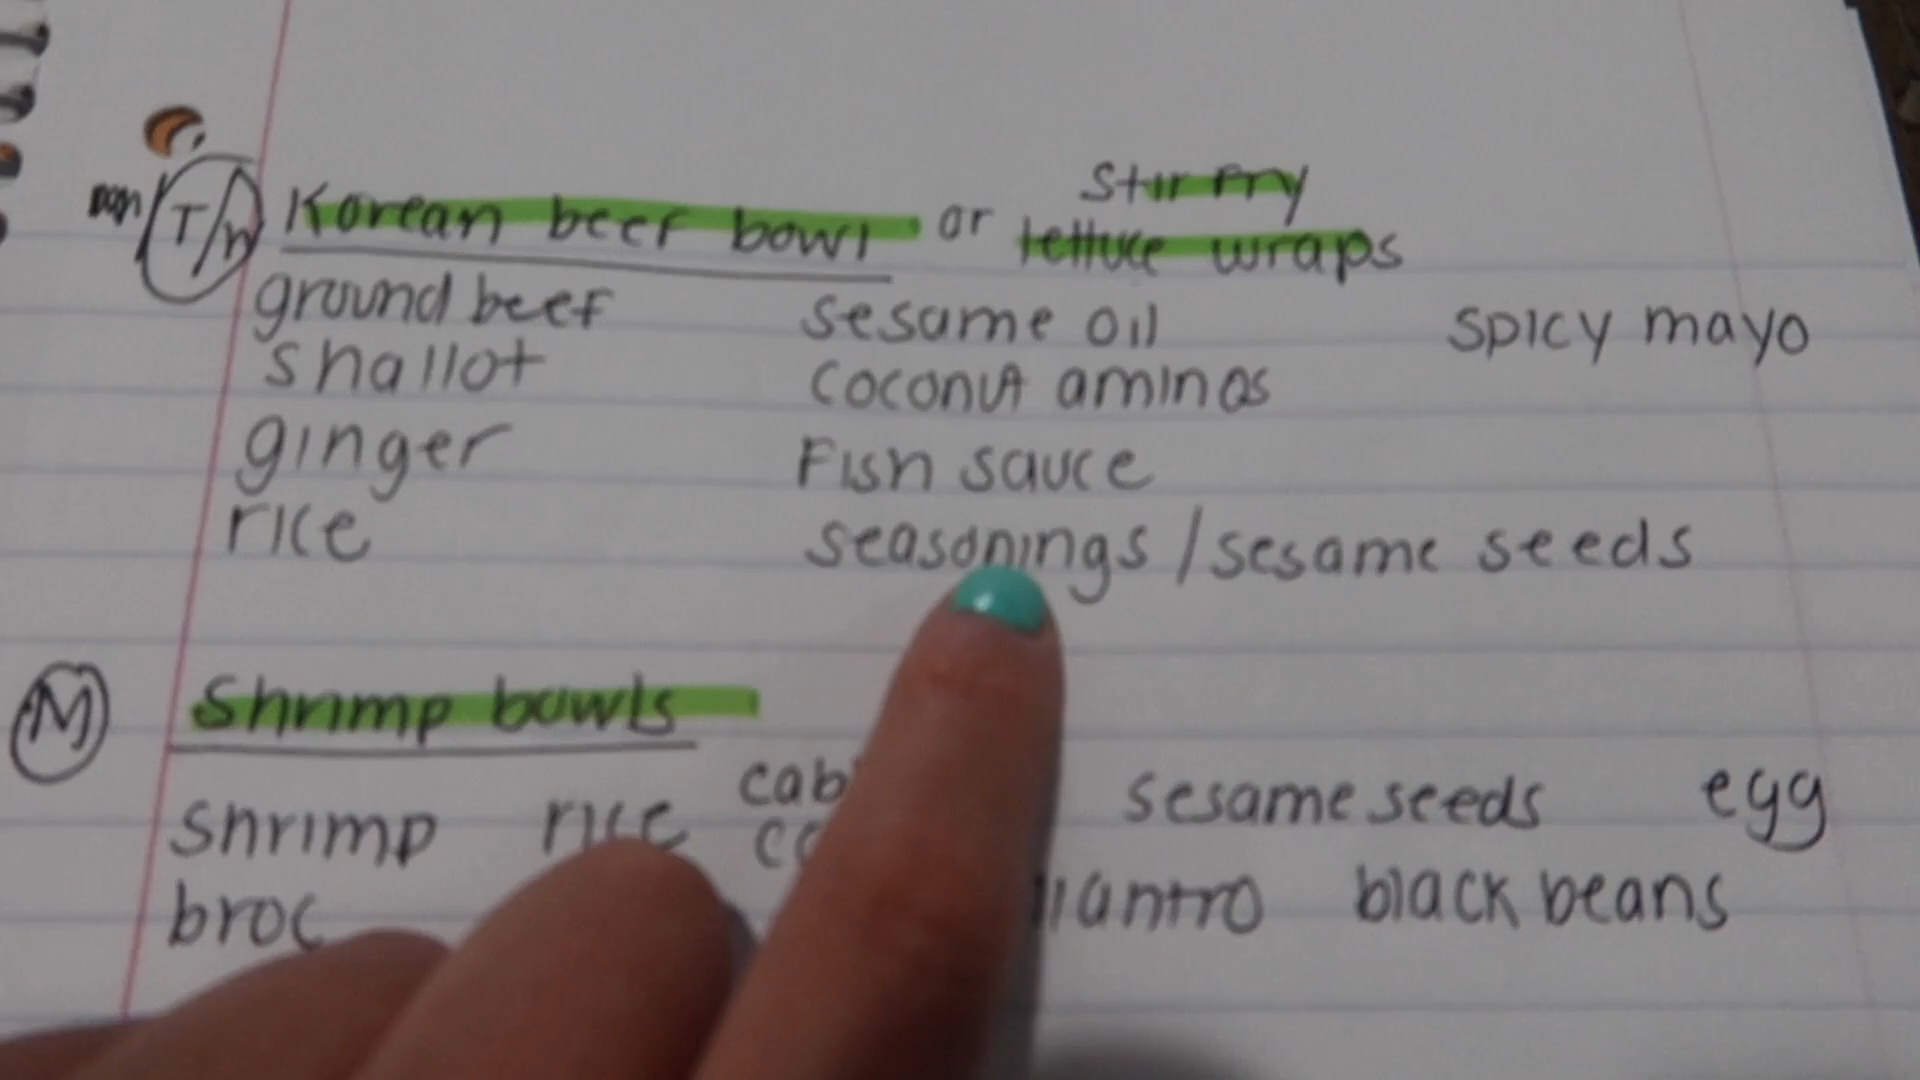 stir fry
T/n Korean beef bowl or lettuce wraps
ground beef sesame oil spicy mayo
shallot coconut aminos
ginger Fish sauce
rice seasonings / sesame seeds
M Shrimp bowls
shrimp rice sesame seeds egg
broc black beans